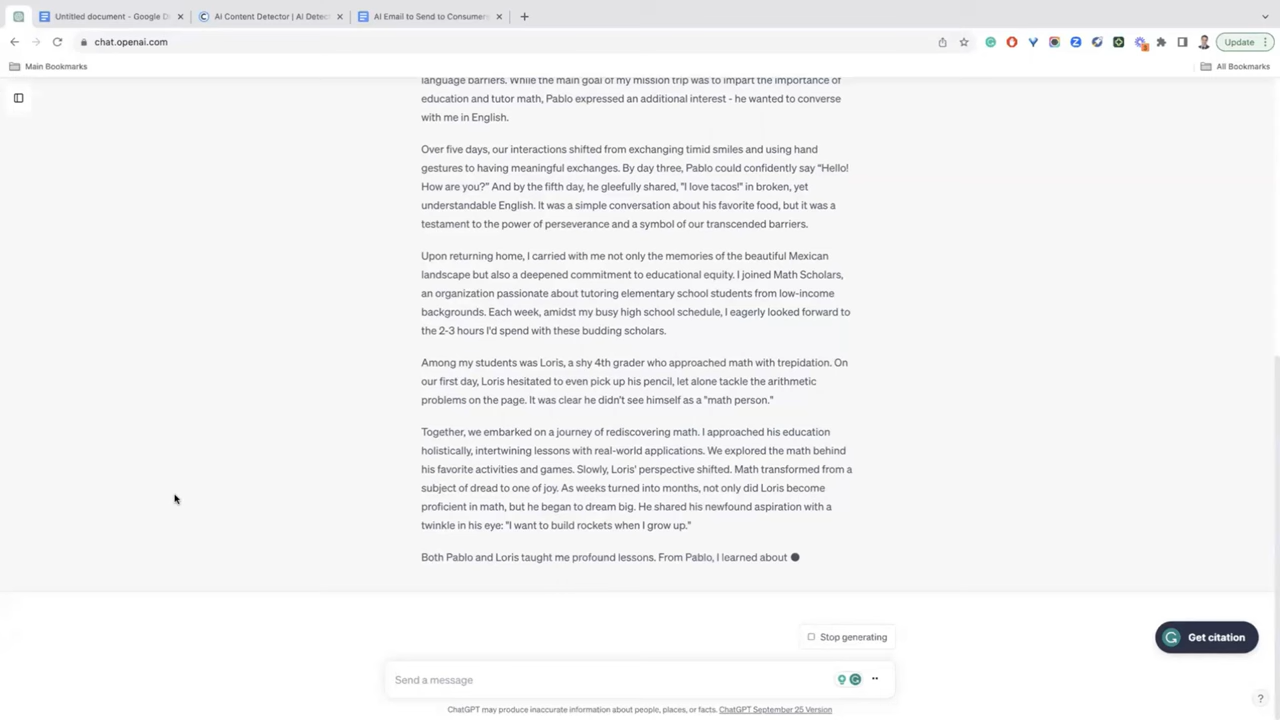 Untitled document - Google D
AI Content Detector | AI Detec
AI Email to Send to Consumers
chat.openai.com
Update
Main Bookmarks
All Bookmarks
language barriers. While the main goal of my mission trip was to impart the importance of
education and tutor math, Pablo expressed an additional interest - he wanted to converse
with me in English.
Over five days, our interactions shifted from exchanging timid smiles and using hand
gestures to having meaningful exchanges. By day three, Pablo could confidently say “Hello!
How are you?” And by the fifth day, he gleefully shared, "I love tacos!" in broken, yet
understandable English. It was a simple conversation about his favorite food, but it was a
testament to the power of perseverance and a symbol of our transcended barriers.
Upon returning home, I carried with me not only the memories of the beautiful Mexican
landscape but also a deepened commitment to educational equity. I joined Math Scholars,
an organization passionate about tutoring elementary school students from low-income
backgrounds. Each week, amidst my busy high school schedule, I eagerly looked forward to
the 2-3 hours I'd spend with these budding scholars.
Among my students was Loris, a shy 4th grader who approached math with trepidation. On
our first day, Loris hesitated to even pick up his pencil, let alone tackle the arithmetic
problems on the page. It was clear he didn't see himself as a "math person."
Together, we embarked on a journey of rediscovering math. I approached his education
holistically, intertwining lessons with real-world applications. We explored the math behind
his favorite activities and games. Slowly, Loris' perspective shifted. Math transformed from a
subject of dread to one of joy. As weeks turned into months, not only did Loris become
proficient in math, but he began to dream big. He shared his newfound aspiration with a
twinkle in his eye: "I want to build rockets when I grow up."
Both Pablo and Loris taught me profound lessons. From Pablo, I learned about
Stop generating
Get citation
Send a message
ChatGPT may produce inaccurate information about people, places, or facts. ChatGPT September 25 Version
?